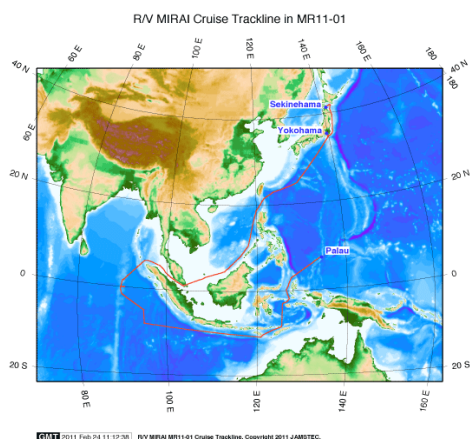 R/V MIRAI Cruise Trackline in MR11-01
80 E
100 E
120 E
140 E
160 E
180
40 N
60 E
40 N
180
Sekinehama
Yokohama
20 N
20 N
Palau
0
0
20 S
20 S
80 E
100 E
120 E
140 E
160 E
GMT 2011 Feb 24 11:12:38 R/V MIRAI MR11-01 Cruise Trackline, Copyright 2011 JAMSTEC.